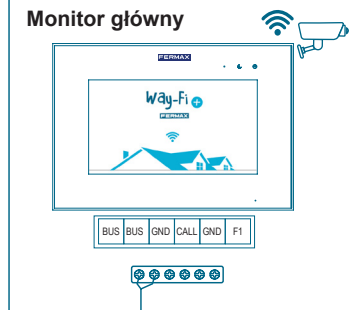 Monitor główny
FERMAX
Way-Fi +
FERMAX
BUS BUS GND CALL GND F1